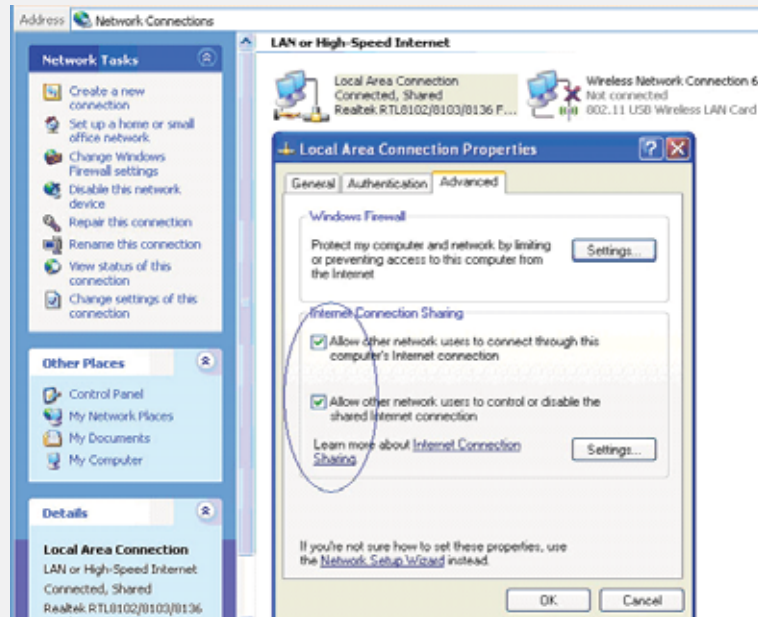 Address Network Connections
Network Tasks
Create a new
connection
Set up a home or small
office network
Change Windows
Firewall settings
Disable this network
device
Repair this connection
Rename this connection
View status of this
connection
Change settings of this
connection
Other Places
Control Panel
My Network Places
My Documents
My Computer
Details
Local Area Connection
LAN or High-Speed Internet
Connected, Shared
Realtek RTL8102/8103/8136
LAN or High-Speed Internet
Local Area Connection
Connected, Shared
Realtek RTL8102/8103/8136 F...
Wireless Network Connection 6
Not connected
802.11 USB Wireless LAN Card
Local Area Connection Properties
General Authentication Advanced
Windows Firewall
Protect my computer and network by limiting
or preventing access to this computer from
the Internet
Settings...
Internet Connection Sharing
Allow other network users to connect through this
computer's Internet connection
Allow other network users to control or disable the
shared Internet connection
Learn more about Internet Connection
Sharing.
Settings...
If you're not sure how to set these properties, use
the Network Setup Wizard instead.
OK Cancel